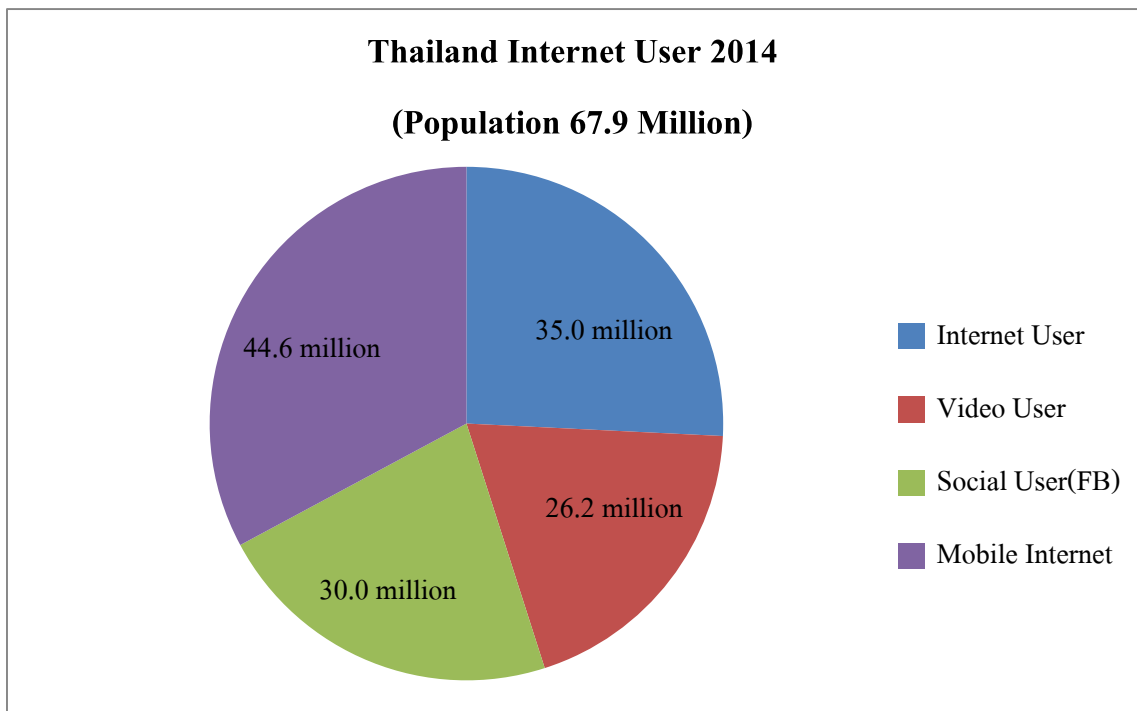 Thailand Internet User 2014
(Population 67.9 Million)
35.0 million
44.6 million
26.2 million
30.0 million
Internet User
Video User
Social User(FB)
Mobile Internet